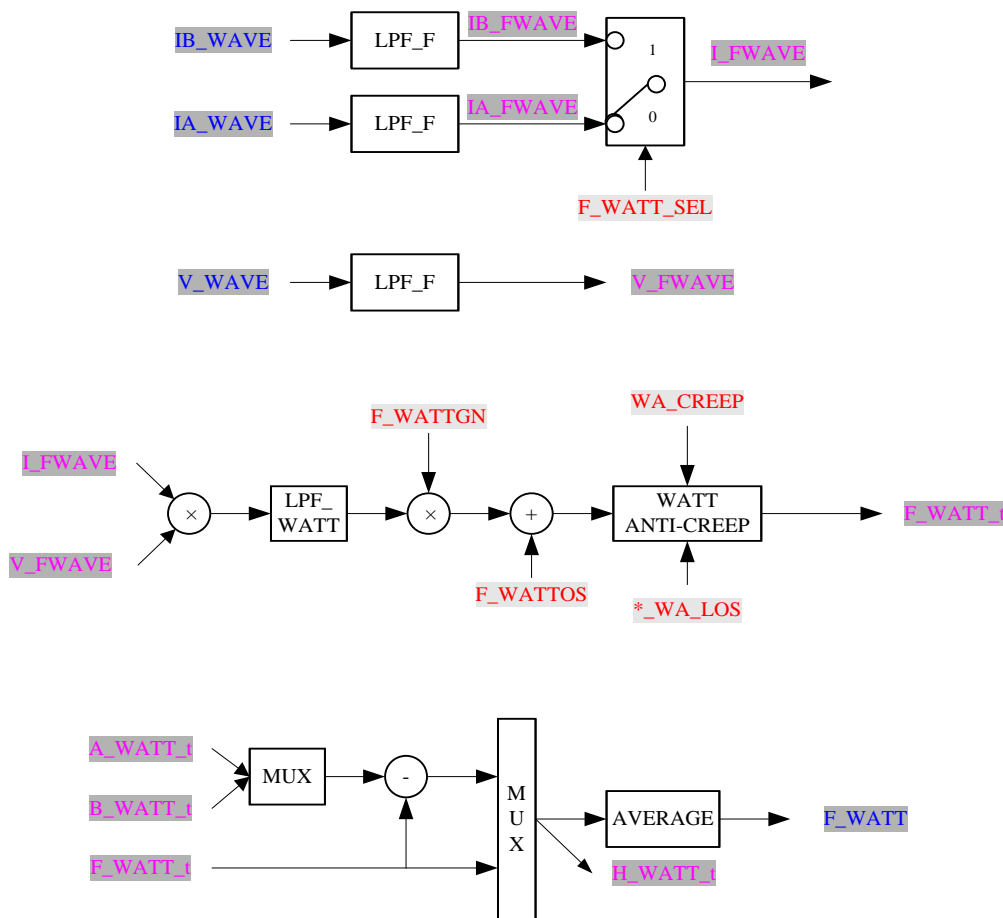 IB_WAVE
LPF_F
IB_FWAVE
1
I_FWAVE
IA_WAVE
LPF_F
IA_FWAVE
0
F_WATT_SEL
V_WAVE
LPF_F
V_FWAVE
F_WATTGN
WA_CREEP
I_FWAVE
V_FWAVE
×
LPF_
WATT
×
+
WATT
ANTI-CREEP
F_WATT_t
F_WATTOS
*_WA_LOS
A_WATT_t
B_WATT_t
MUX
-
F_WATT_t
M
U
X
AVERAGE
F_WATT
H_WATT_t